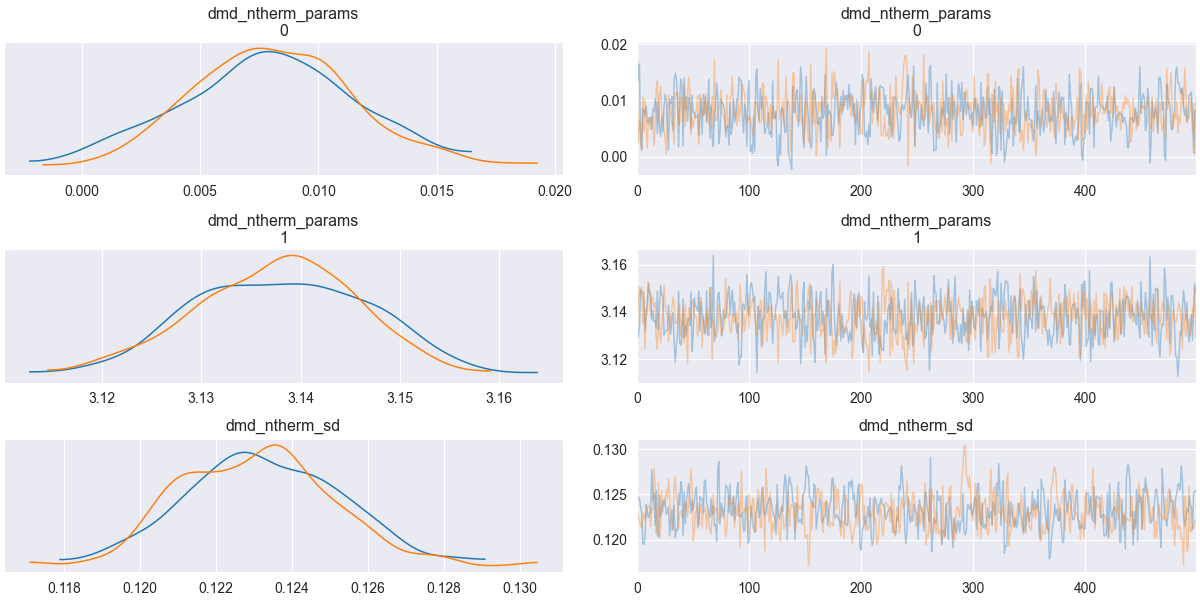 dmd_ntherm_params
0
0.000 0.005 0.010 0.015 0.020
dmd_ntherm_params
0
0.02
0.01
0.00
0 100 200 300 400
dmd_ntherm_params
1
3.12 3.13 3.14 3.15 3.16
dmd_ntherm_params
1
3.16
3.14
3.12
0 100 200 300 400
dmd_ntherm_sd
0.118 0.120 0.122 0.124 0.126 0.128 0.130
dmd_ntherm_sd
0.130
0.125
0.120
0 100 200 300 400